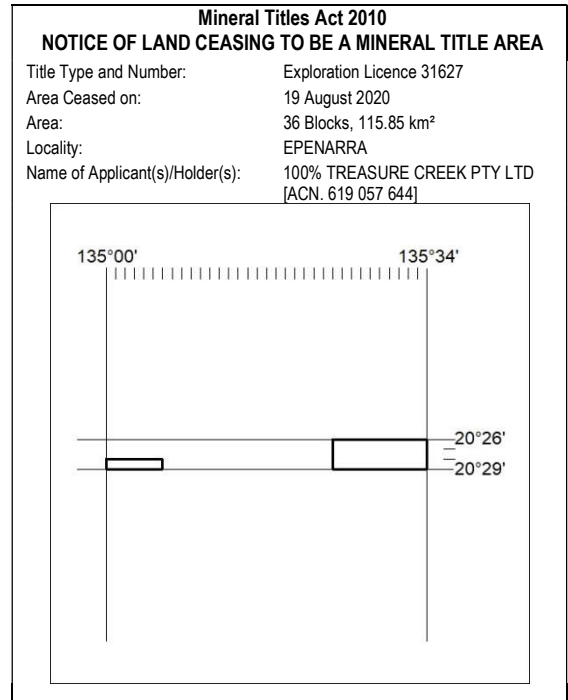 Mineral Titles Act 2010
NOTICE OF LAND CEASING TO BE A MINERAL TITLE AREA
Title Type and Number: Exploration Licence 31627
Area Ceased on: 19 August 2020
Area: 36 Blocks, 115.85 km²
Locality: EPENARRA
Name of Applicant(s)/Holder(s): 100% TREASURE CREEK PTY LTD
[ACN. 619 057 644]
135°00' 135°34'
20°26'
20°29'